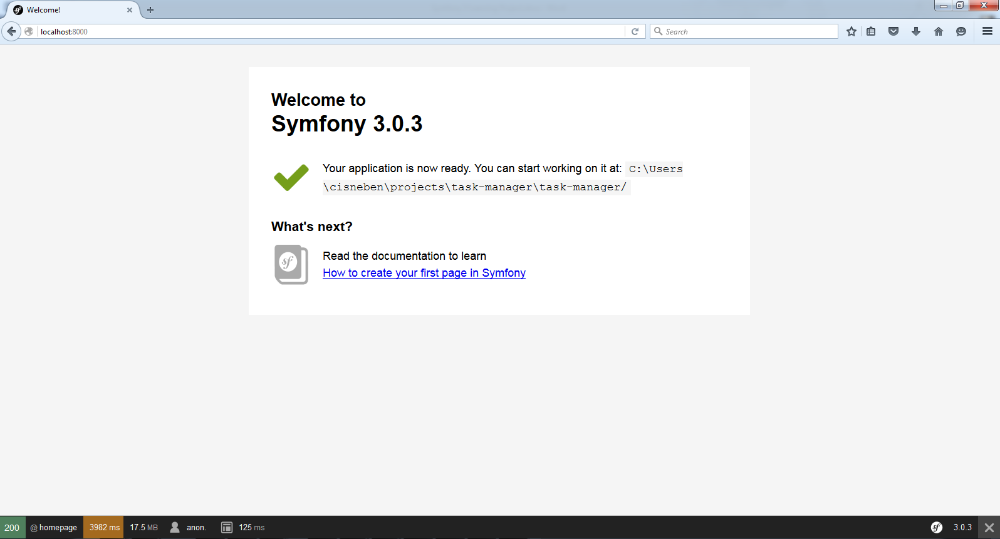 Welcome!
localhost:8000
Search
Welcome to
Symfony 3.0.3
Your application is now ready. You can start working on it at: C:\Users
\cisneben\projects\task-manager\task-manager/
What's next?
sf
Read the documentation to learn
How to create your first page in Symfony
200 @ homepage 3982 ms 17.5 MB anon. 125 ms sf 3.0.3